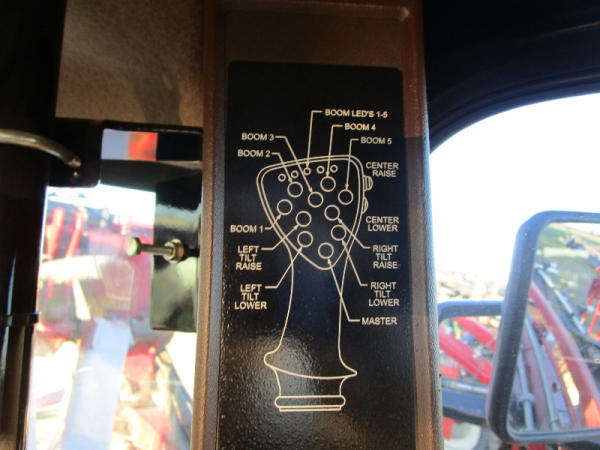 BOOM LED'S 1-5
BOOM 4
BOOM 3
BOOM 5
BOOM 2
CENTER
RAISE
BOOM 1
CENTER
LOWER
LEFT
TILT
RAISE
RIGHT
TILT
RAISE
LEFT
TILT
LOWER
RIGHT
TILT
LOWER
MASTER